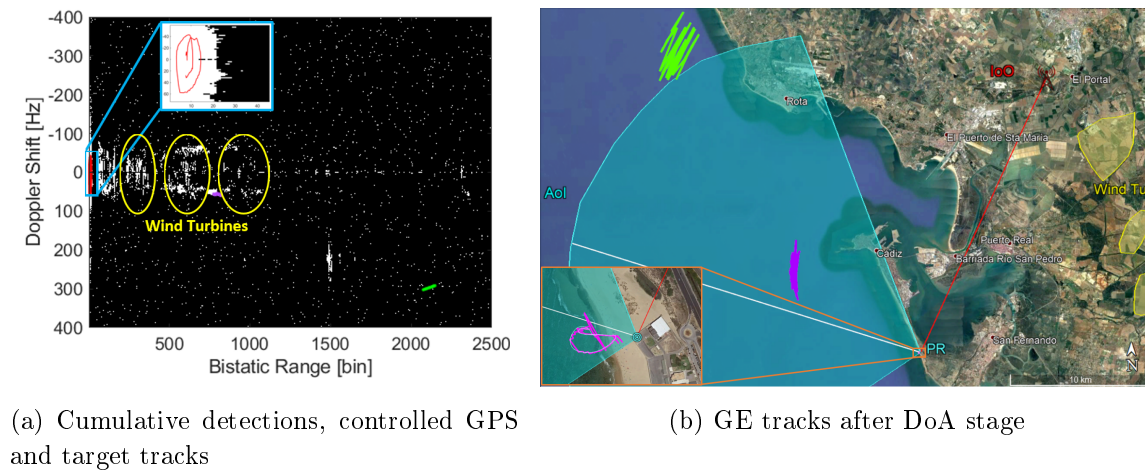 -400
-300
-200
-100
0
100
200
300
400
Doppler Shift [Hz]
0
500
1000
1500
2000
2500
Bistatic Range [bin]
Wind Turbines
AoI
Rota
IoO
El Portal
El Puerto de Sta María
Wind Tu
Cádiz
Puerto Real
Barriada Río San Pedro
PR
San Fernando
N
10 km
(a) Cumulative detections, controlled GPS
and target tracks
(b) GE tracks after DoA stage